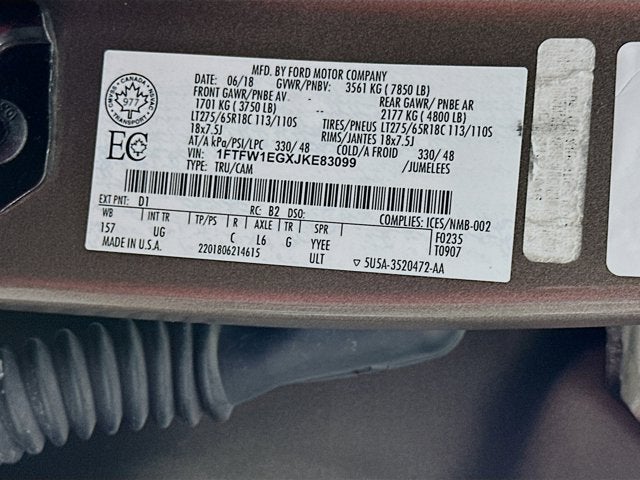 MFD. BY FORD MOTOR COMPANY
DATE: 06/18 GVWR/PNBV: 3561 KG ( 7850 LB)
FRONT GAWR/PNBE AV REAR GAWR/ PNBE AR
1701 KG ( 3750 LB) 2177 KG ( 4800 LB)
LT275/65R18C 113/110S TIRES/PNEUS LT275/65R18C 113/110S
18x7.5J RIMS/JANTES 18x7.5J
AT/A kPa/PSI/LPC 330/ 48 COLD/A FROID 330/ 48
VIN: 1FTFW1EGXJKE83099 /JUMELEES
TYPE: TRU/CAM
CANADA
977
TRANSPORT
EC
EXT PNT: D1 RC: B2 DSO: COMPLIES: ICES/NMB-002
WB INT TR TP/PS R AXLE TR SPR F0235
157 UG C L6 G YYEE T0907
MADE IN U.S.A. 2201806214615 ULT ▽ 5U5A-3520472-AA